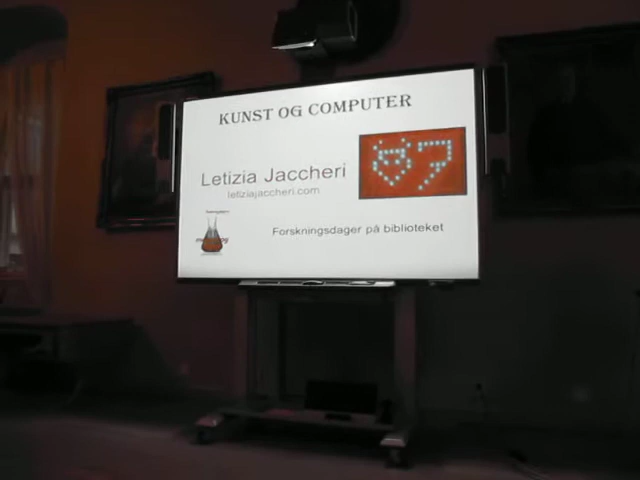 KUNST OG COMPUTER
Letizia Jaccheri
letiziajaccheri.com
Forskningsdager på biblioteket